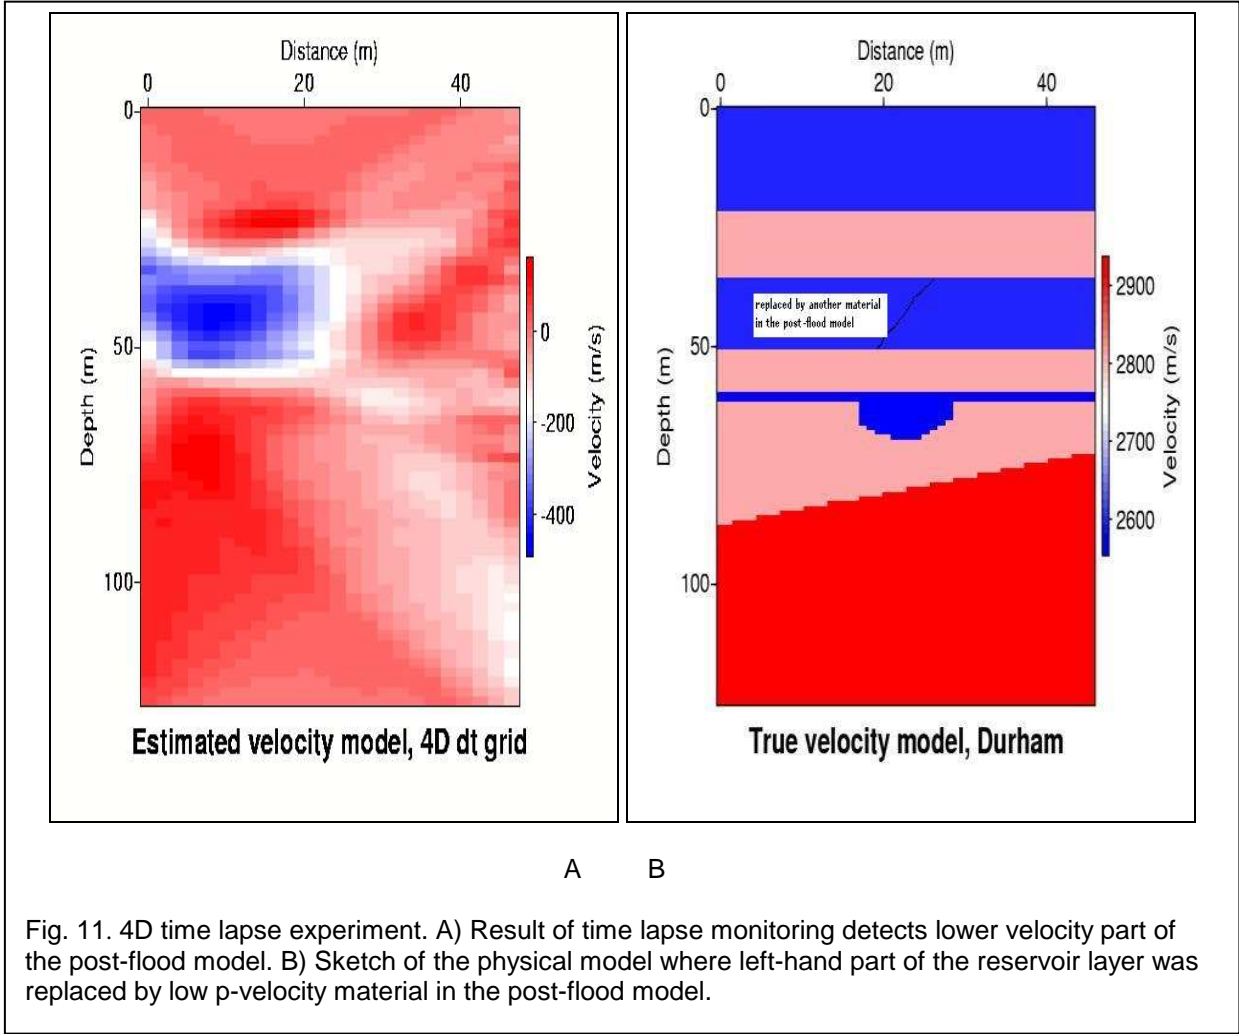 Distance (m)
0 20 40
0
50
100
Depth (m)
0
-200
-400
Velocity (m/s)
Estimated velocity model, 4D dt grid
Distance (m)
0 20 40
0
50
100
Depth (m)
replaced by another material
in the post-flood model
2900
2800
2700
2600
Velocity (m/s)
True velocity model, Durham
A B
Fig. 11. 4D time lapse experiment. A) Result of time lapse monitoring detects lower velocity part of
the post-flood model. B) Sketch of the physical model where left-hand part of the reservoir layer was
replaced by low p-velocity material in the post-flood model.